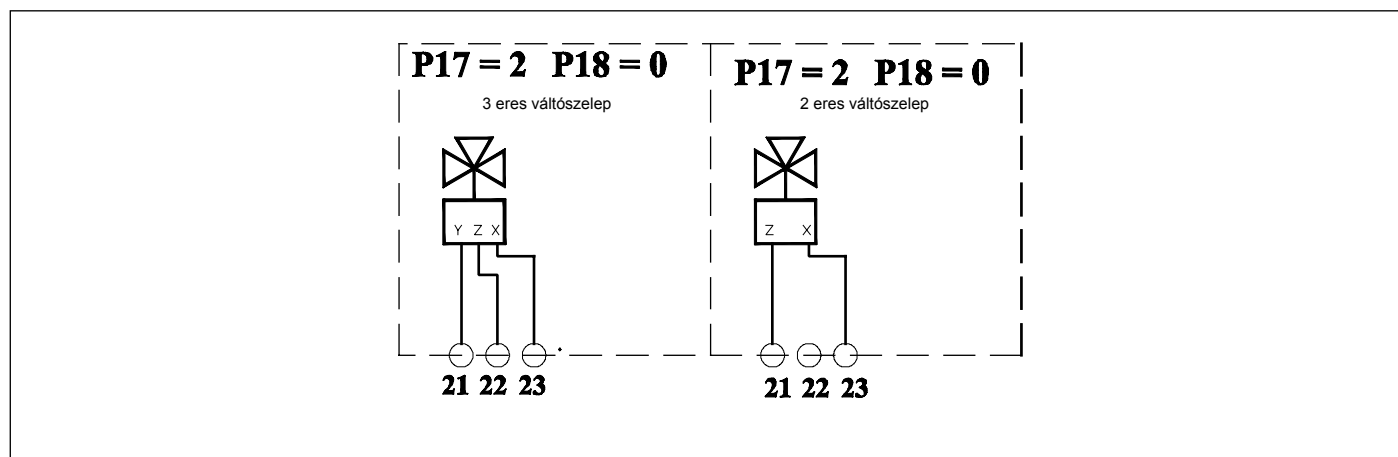 P17 = 2 P18 = 0
3 eres váltószelep
Y Z X
21 22 23
P17 = 2 P18 = 0
2 eres váltószelep
Z X
21 22 23